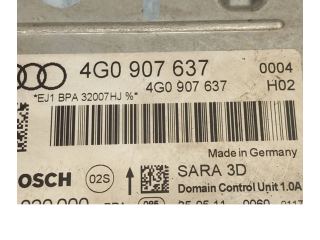 4G0 907 637 0004
*EJ1 BPA 32007HJ %* 4G0 907 637 H02
Made in Germany
OSCH 02S SARA 3D
Domain Control Unit 1.0A